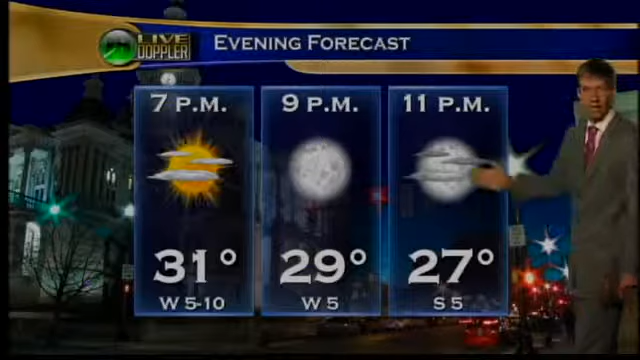 LIVE
DOPPLER
EVENING FORECAST
7 P.M.
9 P.M.
11 P.M.
31°
29°
27°
W 5-10
W 5
S 5